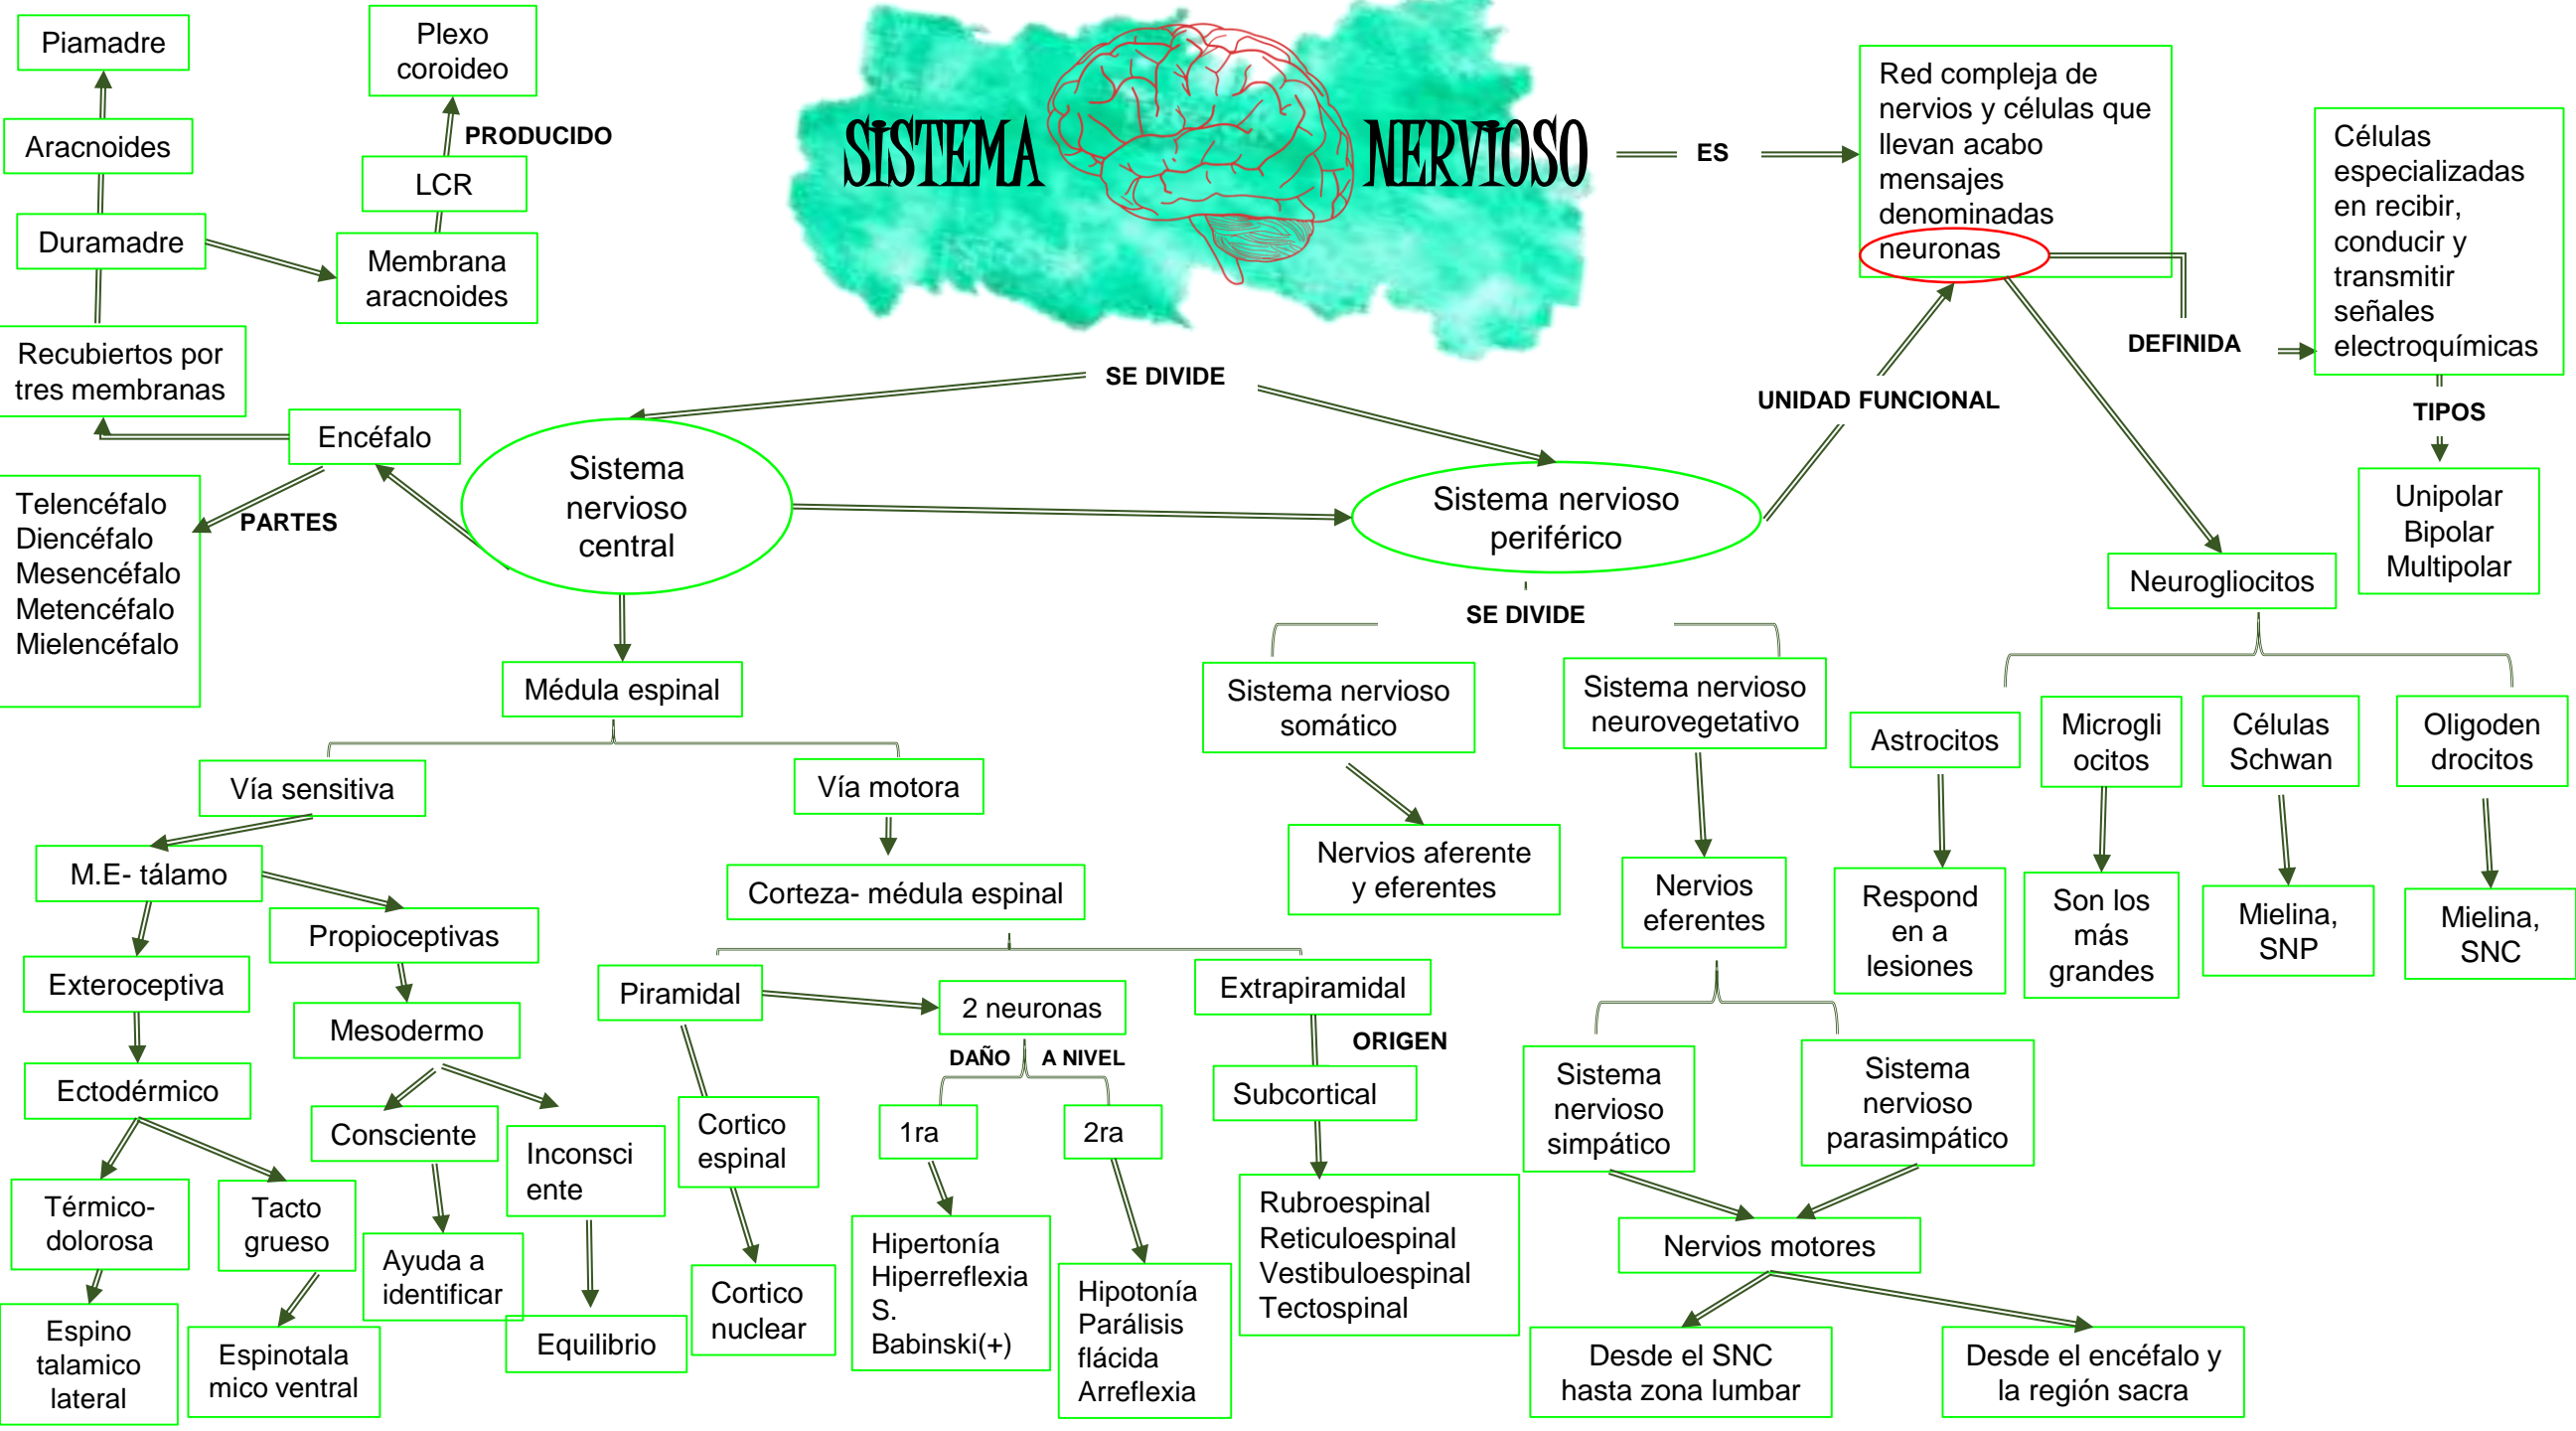 SISTEMA NERVIOSO
ES
Red compleja de
nervios y células que
llevan acabo
mensajes
denominadas
neuronas
DEFINIDA
Células
especializadas
en recibir,
conducir y
transmitir
señales
electroquímicas
TIPOS
Unipolar
Bipolar
Multipolar
UNIDAD FUNCIONAL
Neurogliocitos
Astrocitos
Respond
en a
lesiones
Microgli
ocitos
Son los
más
grandes
Células
Schwan
Mielina,
SNP
Oligoden
drocitos
Mielina,
SNC
SE DIVIDE
Sistema
nervioso
central
Encéfalo
Recubiertos por
tres membranas
Duramadre
Aracnoides
Piamadre
Membrana
aracnoides
LCR
PRODUCIDO
Plexo
coroideo
PARTES
Telencéfalo
Diencéfalo
Mesencéfalo
Metencéfalo
Mielencéfalo
Médula espinal
Vía sensitiva
M.E- tálamo
Exteroceptiva
Ectodérmico
Térmico-
dolorosa
Espino
talamico
lateral
Tacto
grueso
Espinotala
mico ventral
Propioceptivas
Mesodermo
Consciente
Ayuda a
identificar
Inconsci
ente
Equilibrio
Vía motora
Corteza- médula espinal
Piramidal
Cortico
espinal
Cortico
nuclear
2 neuronas
DAÑO A NIVEL
1ra
Hipertonía
Hiperreflexia
S.
Babinski(+)
2ra
Hipotonía
Parálisis
flácida
Arreflexia
Extrapiramidal
ORIGEN
Subcortical
Rubroespinal
Reticuloespinal
Vestibuloespinal
Tectospinal
Sistema nervioso
periférico
SE DIVIDE
Sistema nervioso
somático
Nervios aferente
y eferentes
Sistema nervioso
neurovegetativo
Nervios
eferentes
Sistema
nervioso
simpático
Sistema
nervioso
parasimpático
Nervios motores
Desde el SNC
hasta zona lumbar
Desde el encéfalo y
la región sacra